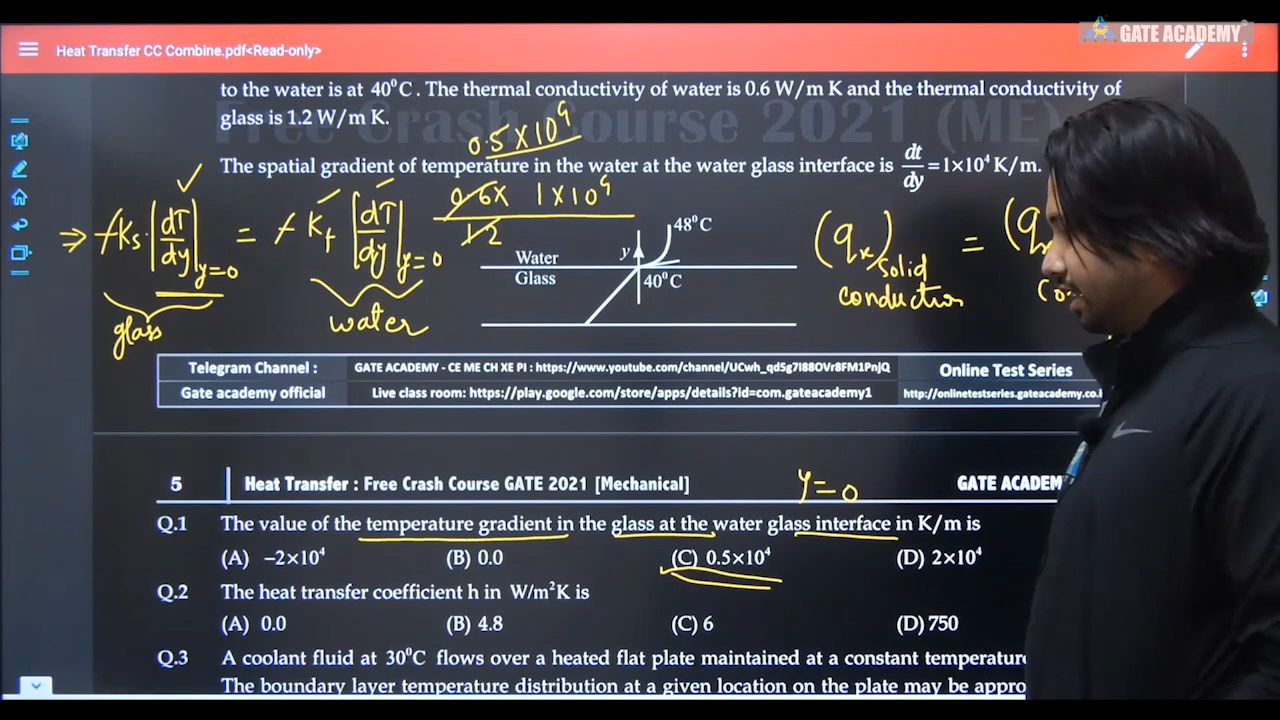 GATE ACADEMY
Heat Transfer CC Combine.pdf<Read-only>
to the water is at 40⁰C. The thermal conductivity of water is 0.6 W/m K and the thermal conductivity of
glass is 1.2 W/m K.
Free Crash Course 2021 (ME)
0.5×10⁴
The spatial gradient of temperature in the water at the water glass interface is dt/dy = 1×10⁴ K/m.
⇒ -Ks·[dT/dy]y=0 = -Kf [dT/dy]y=0
0.6× 1×10⁴
1.2
glass
water
48⁰C
y
Water
Glass
40⁰C
(qx)solid conduction = (q
Telegram Channel : GATE ACADEMY - CE ME CH XE PI : https://www.youtube.com/channel/UCwh_qd5g7I88OVr8FM1PnjQ Online Test Series
Gate academy official Live class room: https://play.google.com/store/apps/details?id=com.gateacademy1 http://onlinetestseries.gateacademy.co.
5 Heat Transfer : Free Crash Course GATE 2021 [Mechanical] y=0 GATE ACADEM
Q.1 The value of the temperature gradient in the glass at the water glass interface in K/m is
(A) −2×10⁴ (B) 0.0 (C) 0.5×10⁴ (D) 2×10⁴
Q.2 The heat transfer coefficient h in W/m²K is
(A) 0.0 (B) 4.8 (C) 6 (D) 750
Q.3 A coolant fluid at 30⁰C flows over a heated flat plate maintained at a constant temperature
The boundary layer temperature distribution at a given location on the plate may be appro